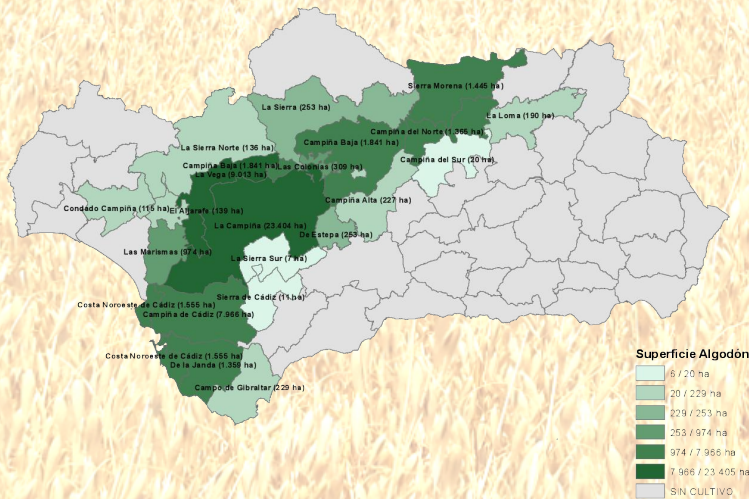 Sierra Morena (1.445 ha)
La Sierra (253 ha)
La Loma (190 ha)
Campiña del Norte (1.365 ha)
Campiña Baja (1.841 ha)
La Sierra Norte (136 ha)
Campiña del Sur (20 ha)
Campiña Baja (1.841 ha)
Las Colonias (309 ha)
La Vega (9.013 ha)
Campiña Alta (227 ha)
Condado Campiña (115 ha)
El Aljarafe (139 ha)
La Campiña (23.404 ha)
De Estepa (253 ha)
Las Marismas (974 ha)
La Sierra Sur (7 ha)
Sierra de Cádiz (11 ha)
Costa Noroeste de Cádiz (1.555 ha)
Campiña de Cádiz (7.966 ha)
Costa Noroeste de Cádiz (1.555 ha)
De la Janda (1.359 ha)
Campo de Gibraltar (229 ha)
Superficie Algodón
6 / 20 ha
20 / 229 ha
229 / 253 ha
253 / 974 ha
974 / 7 966 ha
7 966 / 23 405 ha
SIN CULTIVO